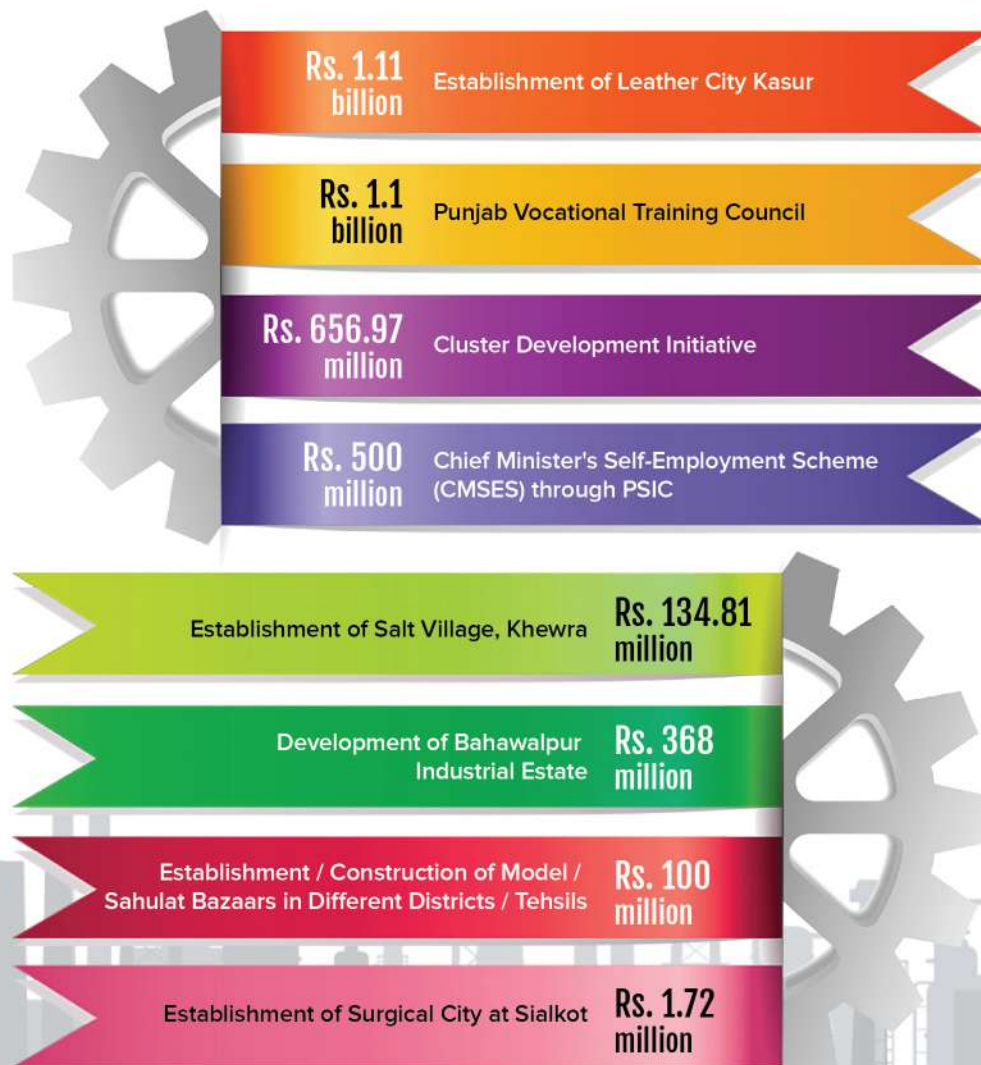 Rs. 1.11
billion
Establishment of Leather City Kasur
Rs. 1.1
billion
Punjab Vocational Training Council
Rs. 656.97
million
Cluster Development Initiative
Rs. 500
million
Chief Minister's Self-Employment Scheme
(CMSES) through PSIC
Establishment of Salt Village, Khewra
Rs. 134.81
million
Development of Bahawalpur
Industrial Estate
Rs. 368
million
Establishment / Construction of Model /
Sahulat Bazaars in Different Districts / Tehsils
Rs. 100
million
Establishment of Surgical City at Sialkot
Rs. 1.72
million